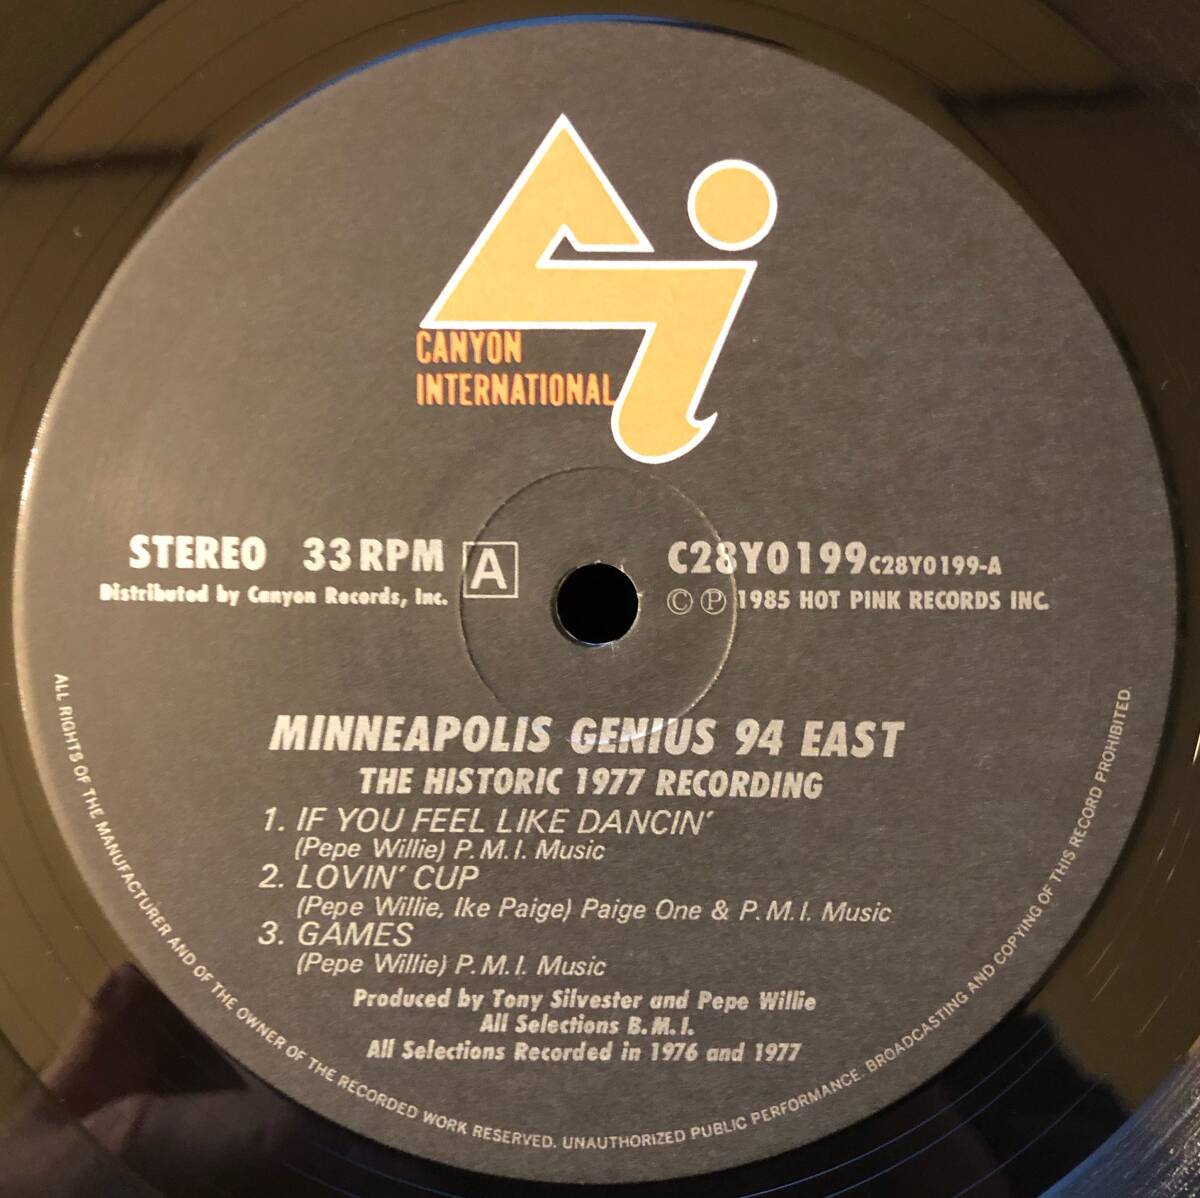 CANYON
INTERNATIONAL
STEREO 33 RPM A C28Y0199 C28Y0199-A
Distributed by Canyon Records, Inc. © Ⓟ 1985 HOT PINK RECORDS INC.
MINNEAPOLIS GENIUS 94 EAST
THE HISTORIC 1977 RECORDING
1. IF YOU FEEL LIKE DANCIN'
(Pepe Willie) P.M.I. Music
2. LOVIN' CUP
(Pepe Willie, Ike Paige) Paige One & P.M.I. Music
3. GAMES
(Pepe Willie) P.M.I. Music
Produced by Tony Silvester and Pepe Willie
All Selections B.M.I.
All Selections Recorded in 1976 and 1977
ALL RIGHTS OF THE MANUFACTURER AND OF THE OWNER OF THE RECORDED WORK RESERVED. UNAUTHORIZED PUBLIC PERFORMANCE. BROADCASTING AND COPYING OF THIS RECORD PROHIBITED.